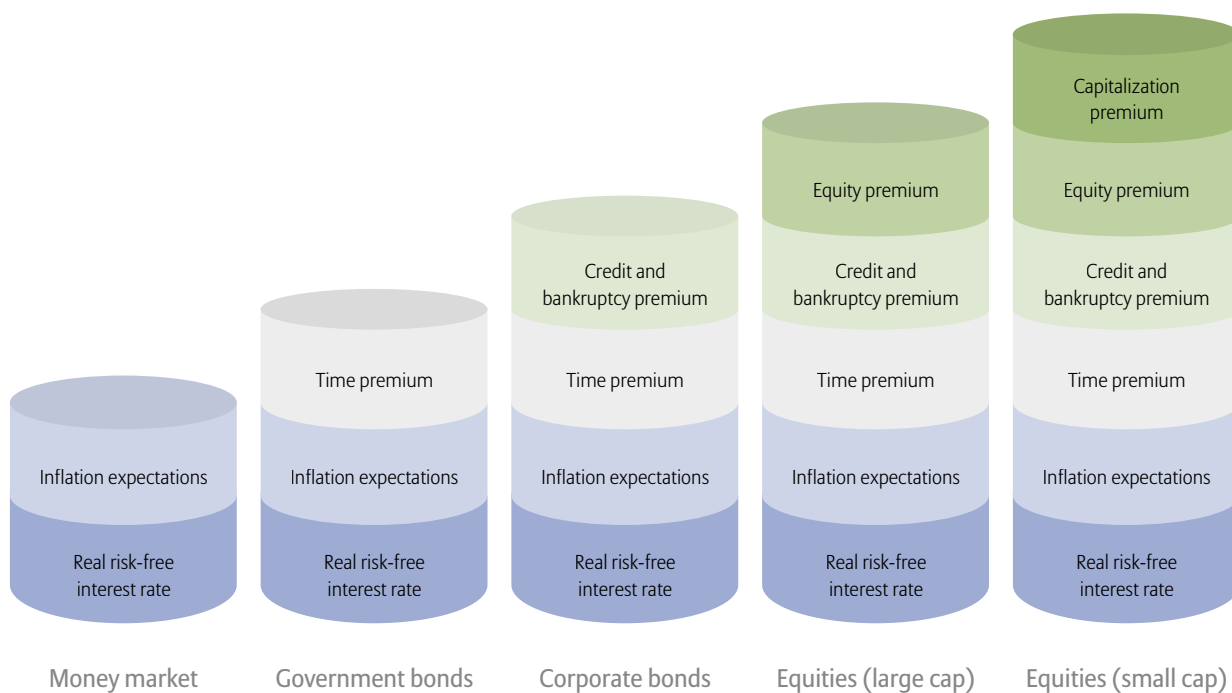 Capitalization
premium
Equity premium
Equity premium
Credit and
bankruptcy premium
Credit and
bankruptcy premium
Credit and
bankruptcy premium
Time premium
Time premium
Time premium
Time premium
Inflation expectations
Inflation expectations
Inflation expectations
Inflation expectations
Inflation expectations
Real risk-free
interest rate
Real risk-free
interest rate
Real risk-free
interest rate
Real risk-free
interest rate
Real risk-free
interest rate
Money market
Government bonds
Corporate bonds
Equities (large cap)
Equities (small cap)